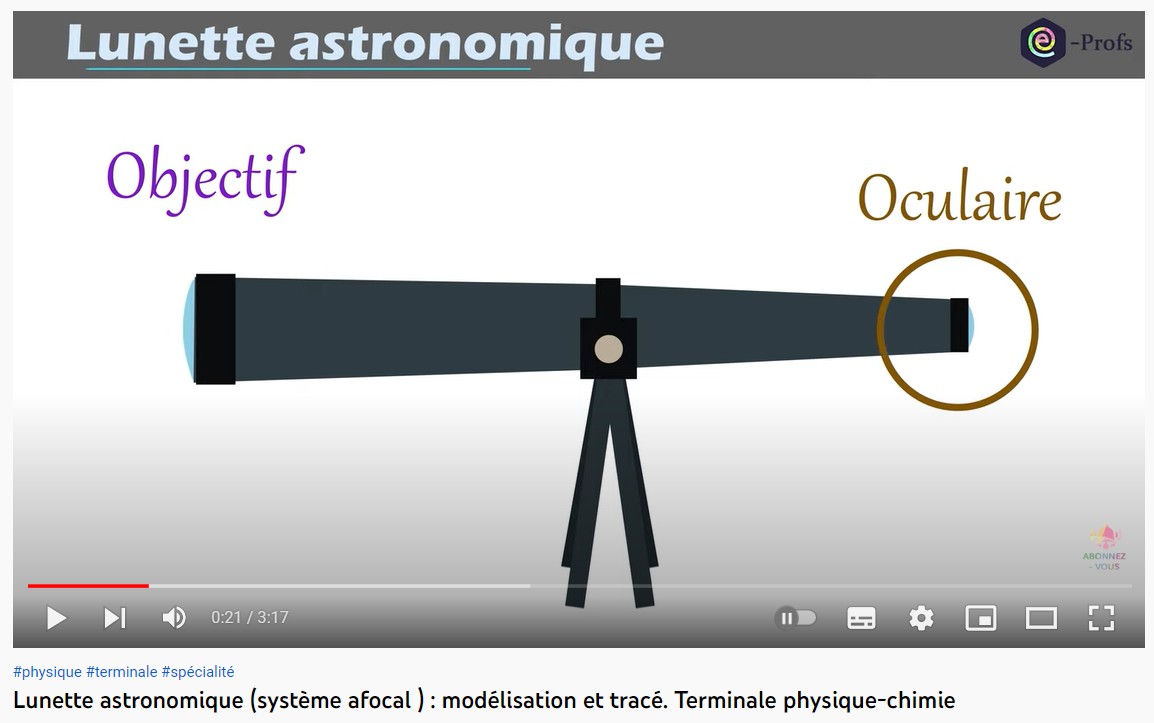 Lunette astronomique
e -Profs
Objectif
Oculaire
ABONNEZ
- VOUS
0:21 / 3:17
#physique #terminale #spécialité
Lunette astronomique (système afocal ) : modélisation et tracé. Terminale physique-chimie